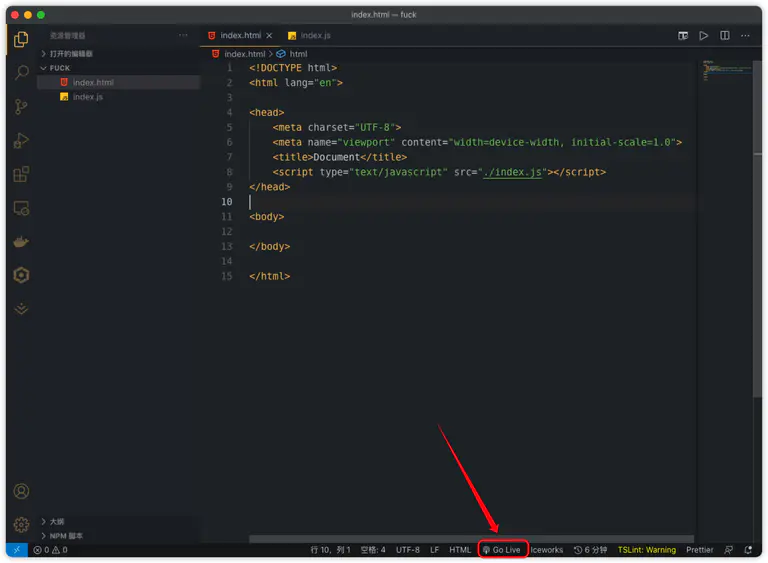 index.html — fuck
资源管理器
index.html
index.js
打开的编辑器
index.html > html
FUCK
index.html
index.js
1 <!DOCTYPE html>
2 <html lang="en">
3
4 <head>
5 <meta charset="UTF-8">
6 <meta name="viewport" content="width=device-width, initial-scale=1.0">
7 <title>Document</title>
8 <script type="text/javascript" src="./index.js"></script>
9 </head>
10
11 <body>
12
13 </body>
14
15 </html>
大纲
NPM 脚本
0 0 行 10，列 1 空格: 4 UTF-8 LF HTML Go Live Iceworks 6 分钟 TSLint: Warning Prettier